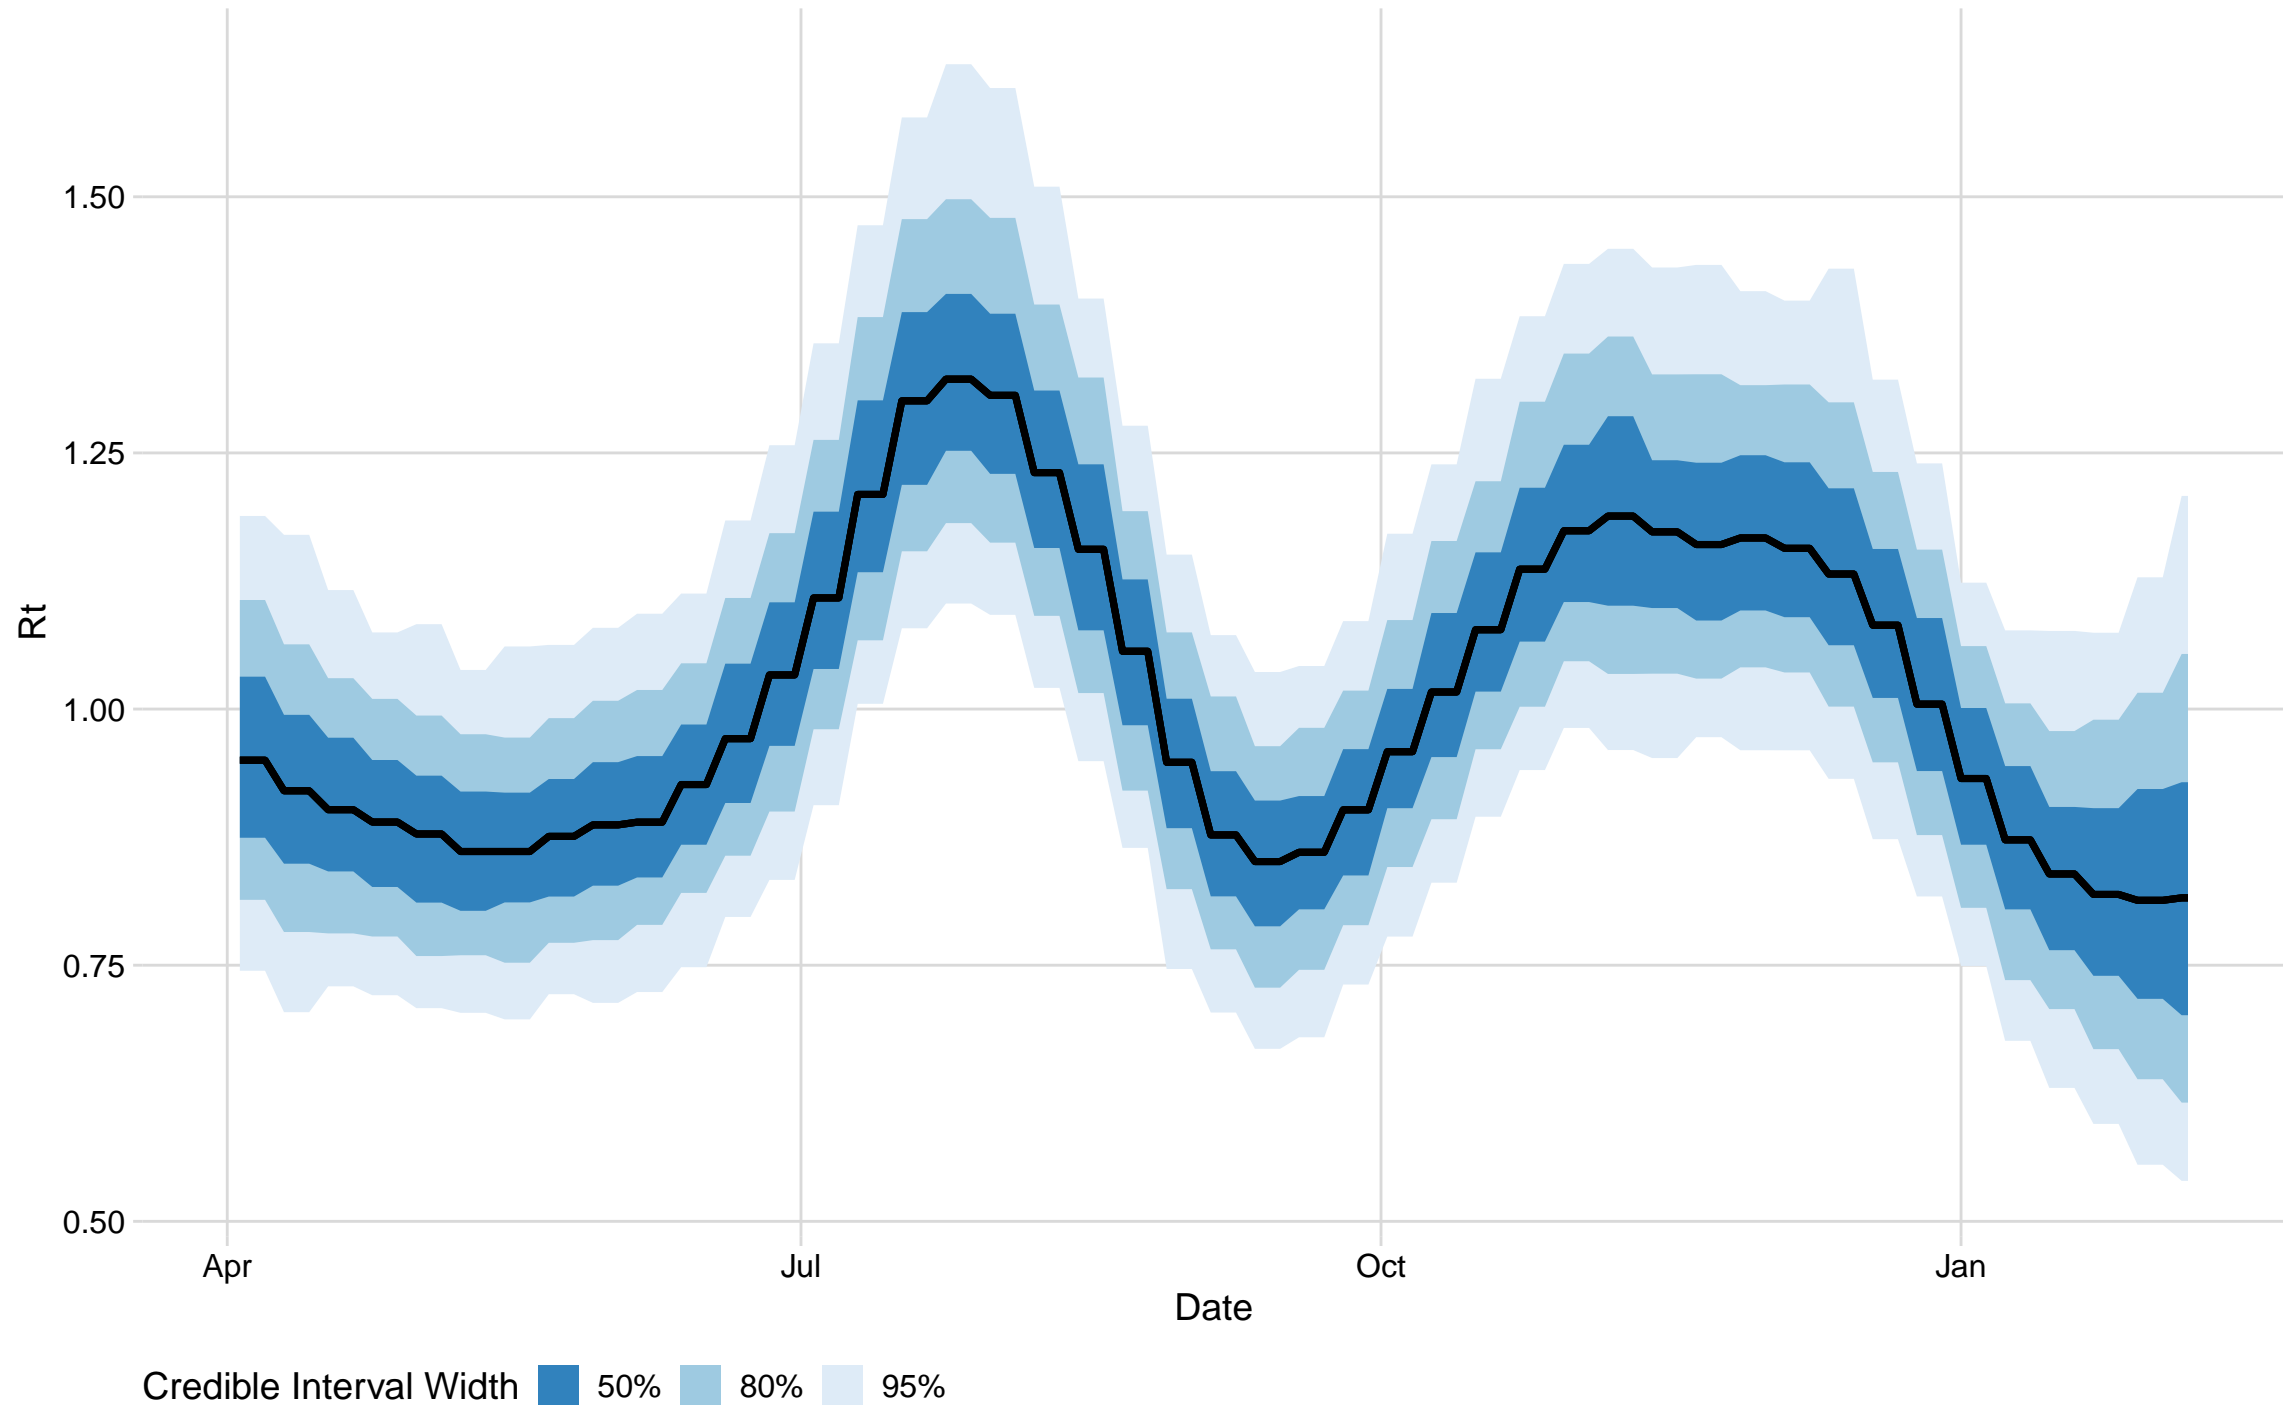 1.50
1.25
1.00
0.75
0.50
Rt
Apr Jul Oct Jan
Date
Credible Interval Width 50% 80% 95%